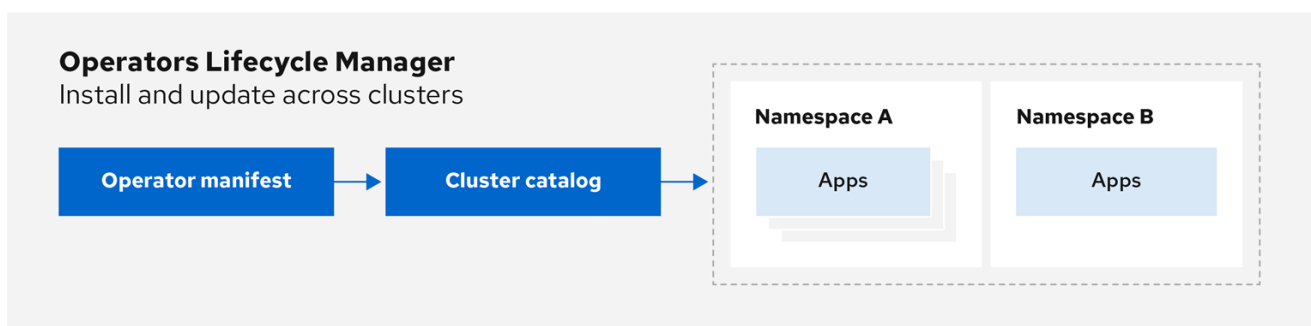 Operators Lifecycle Manager
Install and update across clusters
Operator manifest
Cluster catalog
Namespace A
Apps
Namespace B
Apps